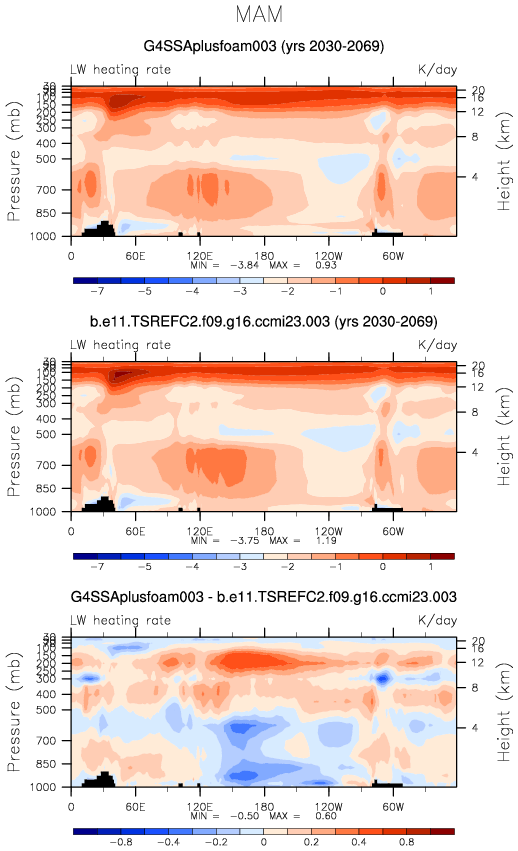 MAM
G4SSAplusfoam003 (yrs 2030-2069)
LW heating rate K/day
Pressure (mb)
Height (km)
30
50
70
100
150
200
250
300
400
500
700
850
1000
20
16
12
8
4
0 60E 120E 180 120W 60W
MIN = -3.84 MAX = 0.93
-7 -5 -4 -3 -2 -1 0 1
b.e11.TSREFC2.f09.g16.ccmi23.003 (yrs 2030-2069)
LW heating rate K/day
Pressure (mb)
Height (km)
30
50
70
100
150
200
250
300
400
500
700
850
1000
20
16
12
8
4
0 60E 120E 180 120W 60W
MIN = -3.75 MAX = 1.19
-7 -5 -4 -3 -2 -1 0 1
G4SSAplusfoam003 - b.e11.TSREFC2.f09.g16.ccmi23.003
LW heating rate K/day
Pressure (mb)
Height (km)
30
50
70
100
150
200
250
300
400
500
700
850
1000
20
16
12
8
4
0 60E 120E 180 120W 60W
MIN = -0.50 MAX = 0.60
-0.8 -0.4 -0.2 0 0.2 0.4 0.8